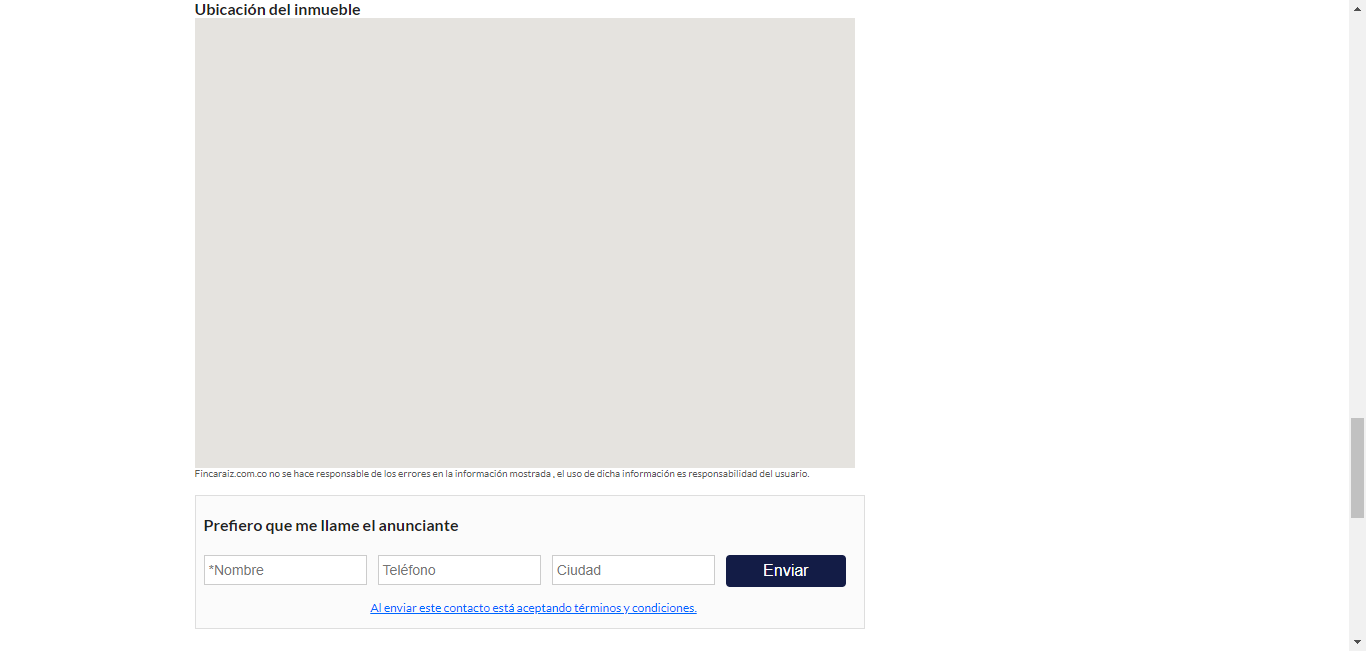 Ubicación del inmueble
Fincaraiz.com.co no se hace responsable de los errores en la información mostrada , el uso de dicha información es responsabilidad del usuario.
Prefiero que me llame el anunciante
*Nombre Teléfono Ciudad Enviar
Al enviar este contacto está aceptando términos y condiciones.